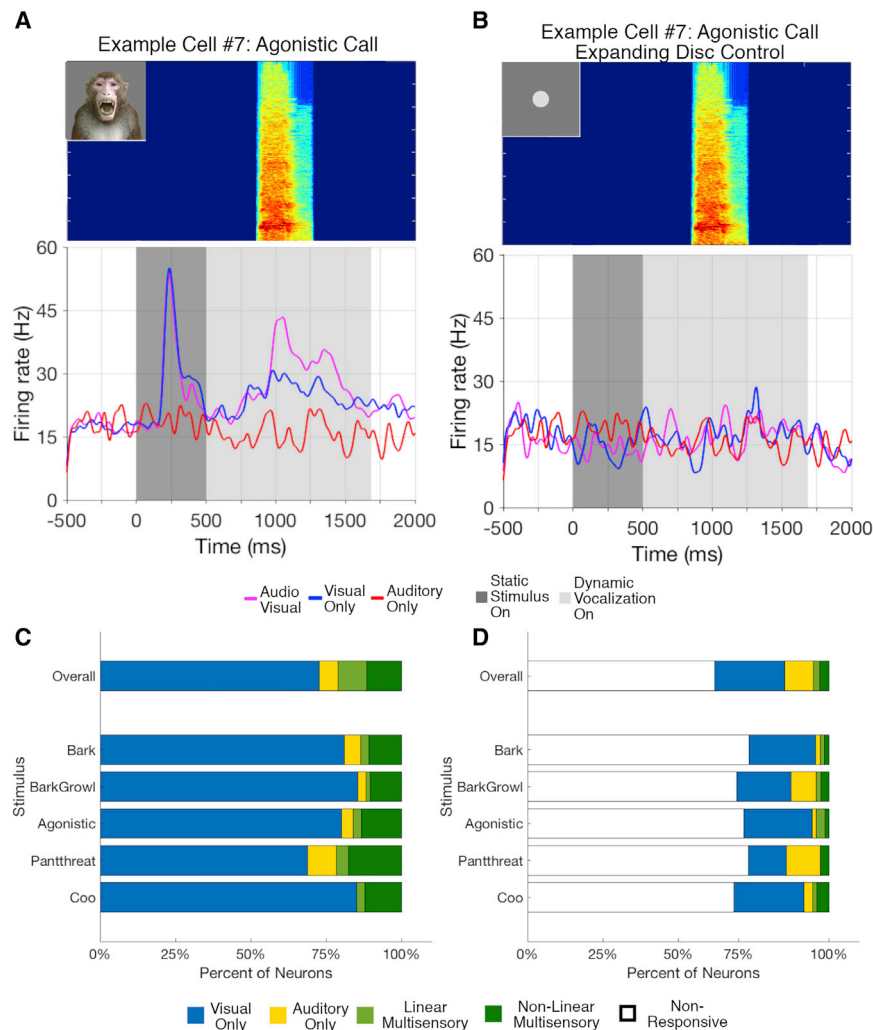 A
Example Cell #7: Agonistic Call
60
45
30
15
0
Firing rate (Hz)
-500
0
500
1000
1500
2000
Time (ms)
B
Example Cell #7: Agonistic Call
Expanding Disc Control
60
45
30
15
0
Firing rate (Hz)
-500
0
500
1000
1500
2000
Time (ms)
Audio
Visual
Visual
Only
Auditory
Only
Static
Stimulus
On
Dynamic
Vocalization
On
C
Stimulus
Overall
Bark
BarkGrowl
Agonistic
Pantthreat
Coo
0%
25%
50%
75%
100%
Percent of Neurons
D
Stimulus
Overall
Bark
BarkGrowl
Agonistic
Pantthreat
Coo
0%
25%
50%
75%
100%
Percent of Neurons
Visual
Only
Auditory
Only
Linear
Multisensory
Non-Linear
Multisensory
Non-
Responsive